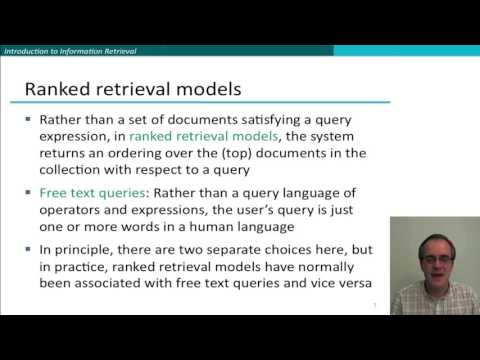 Introduction to Information Retrieval
Ranked retrieval models
Rather than a set of documents satisfying a query
expression, in ranked retrieval models, the system
returns an ordering over the (top) documents in the
collection with respect to a query
Free text queries: Rather than a query language of
operators and expressions, the user's query is just
one or more words in a human language
In principle, there are two separate choices here, but
in practice, ranked retrieval models have normally
been associated with free text queries and vice versa